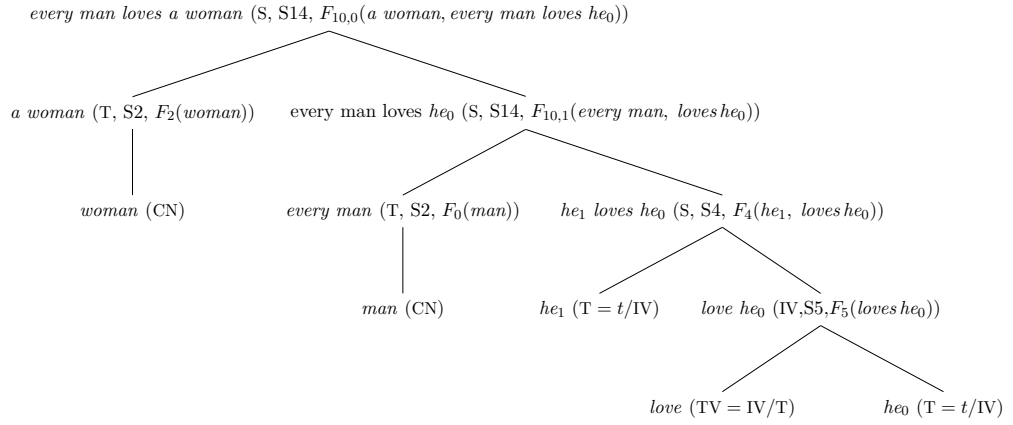 every man loves a woman (S, S14, F₁₀,₀(a woman, every man loves he₀))
a woman (T, S2, F₂(woman)) every man loves he₀ (S, S14, F₁₀,₁(every man, loves he₀))
woman (CN) every man (T, S2, F₀(man)) he₁ loves he₀ (S, S4, F₄(he₁, loves he₀))
man (CN) he₁ (T = t/IV) love he₀ (IV,S5,F₅(loves he₀))
love (TV = IV/T) he₀ (T = t/IV)